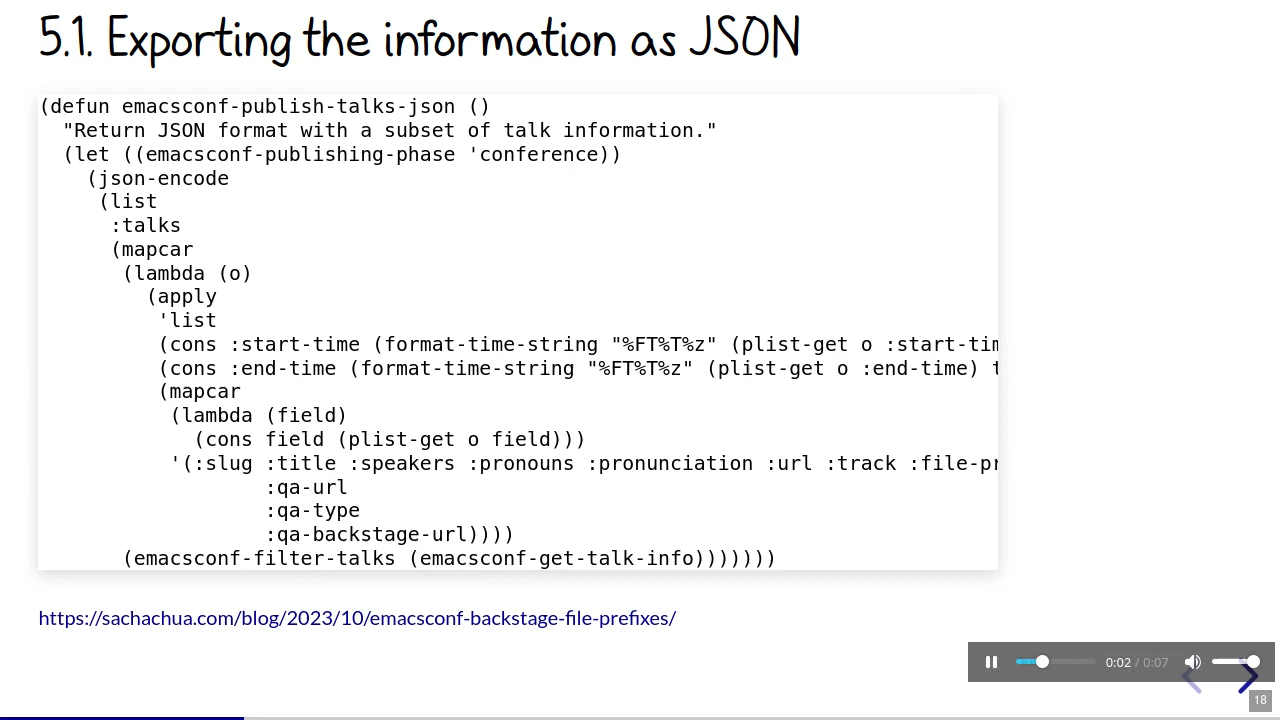 5.1. Exporting the information as JSON
(defun emacsconf-publish-talks-json ()
  "Return JSON format with a subset of talk information."
  (let ((emacsconf-publishing-phase 'conference))
    (json-encode
     (list
      :talks
      (mapcar
       (lambda (o)
         (apply
          'list
          (cons :start-time (format-time-string "%FT%T%z" (plist-get o :start-tim
          (cons :end-time (format-time-string "%FT%T%z" (plist-get o :end-time) t
          (mapcar
           (lambda (field)
             (cons field (plist-get o field)))
           '(:slug :title :speakers :pronouns :pronunciation :url :track :file-pr
                   :qa-url
                   :qa-type
                   :qa-backstage-url))))
       (emacsconf-filter-talks (emacsconf-get-talk-info)))))))
https://sachachua.com/blog/2023/10/emacsconf-backstage-file-prefixes/
0:02 / 0:07
18